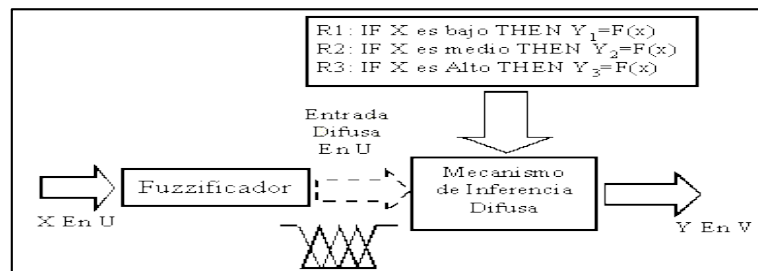 R1: IF X es bajo THEN Y1=F(x)
R2: IF X es medio THEN Y2=F(x)
R3: IF X es Alto THEN Y3=F(x)
Entrada
Difusa
En U
Fuzzificador
Mecanismo
de Inferencia
Difusa
X En U
Y En V